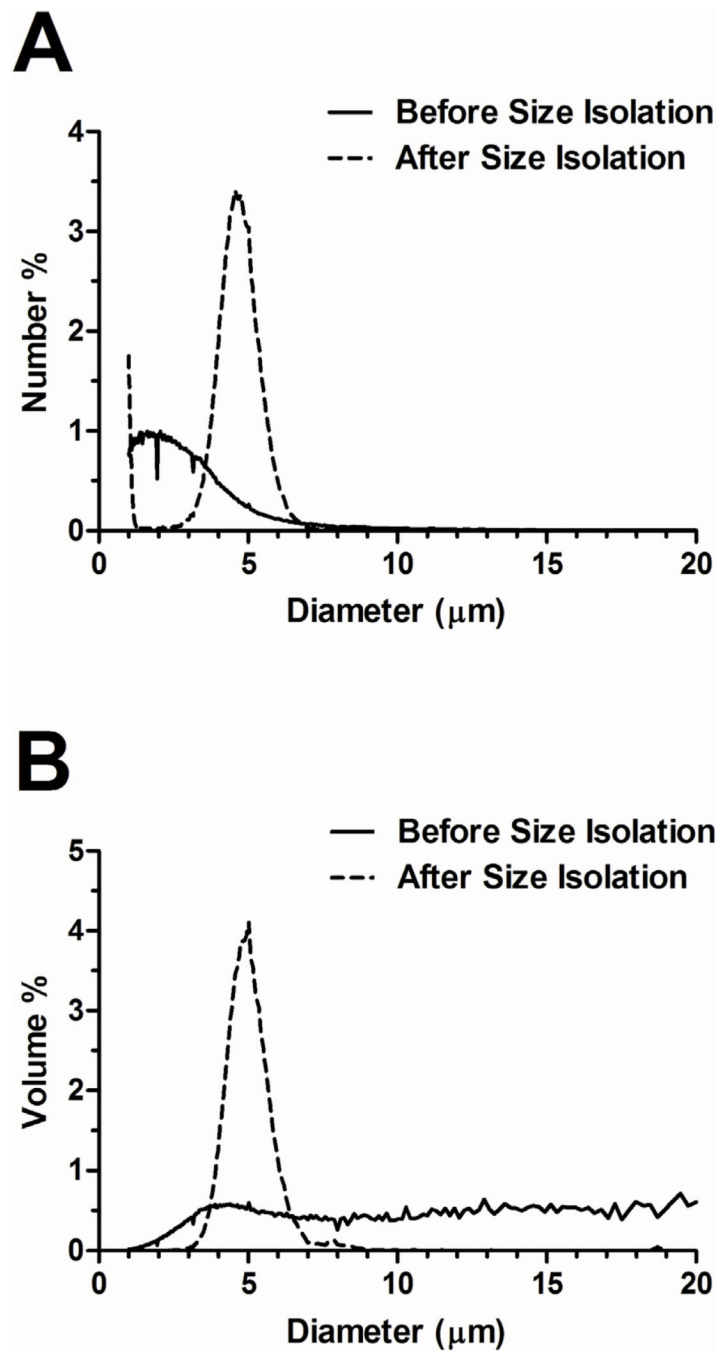 A
Before Size Isolation
After Size Isolation
4
3
2
1
0
Number %
0 5 10 15 20
Diameter (μm)
B
Before Size Isolation
After Size Isolation
5
4
3
2
1
0
Volume %
0 5 10 15 20
Diameter (μm)